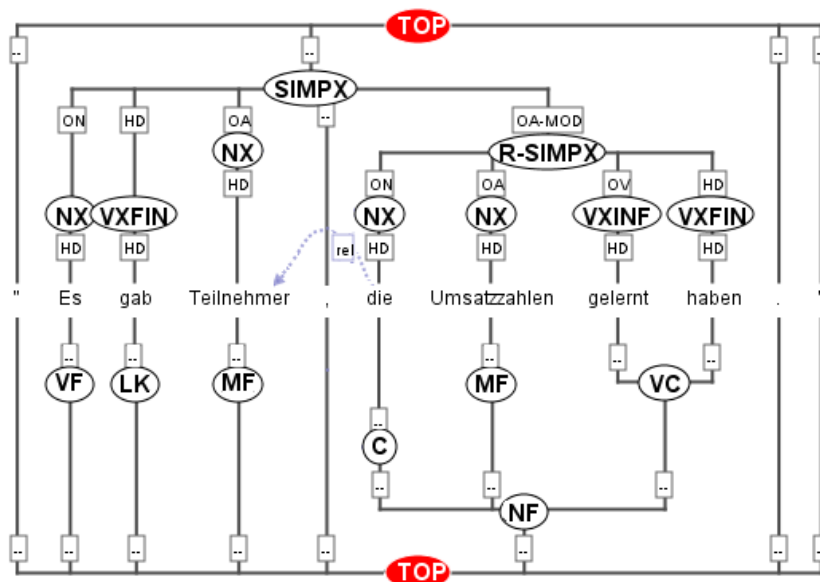 TOP
-- -- -- --
SIMPX
ON HD OA -- OA-MOD
NX R-SIMPX
HD ON OA OV HD
NX VXFIN NX NX VXINF VXFIN
HD HD rel HD HD HD HD
" Es gab Teilnehmer , die Umsatzzahlen gelernt haben . "
-- -- -- -- -- --
VF LK MF MF VC
--
C
-- -- --
NF
-- -- -- -- -- -- -- --
TOP